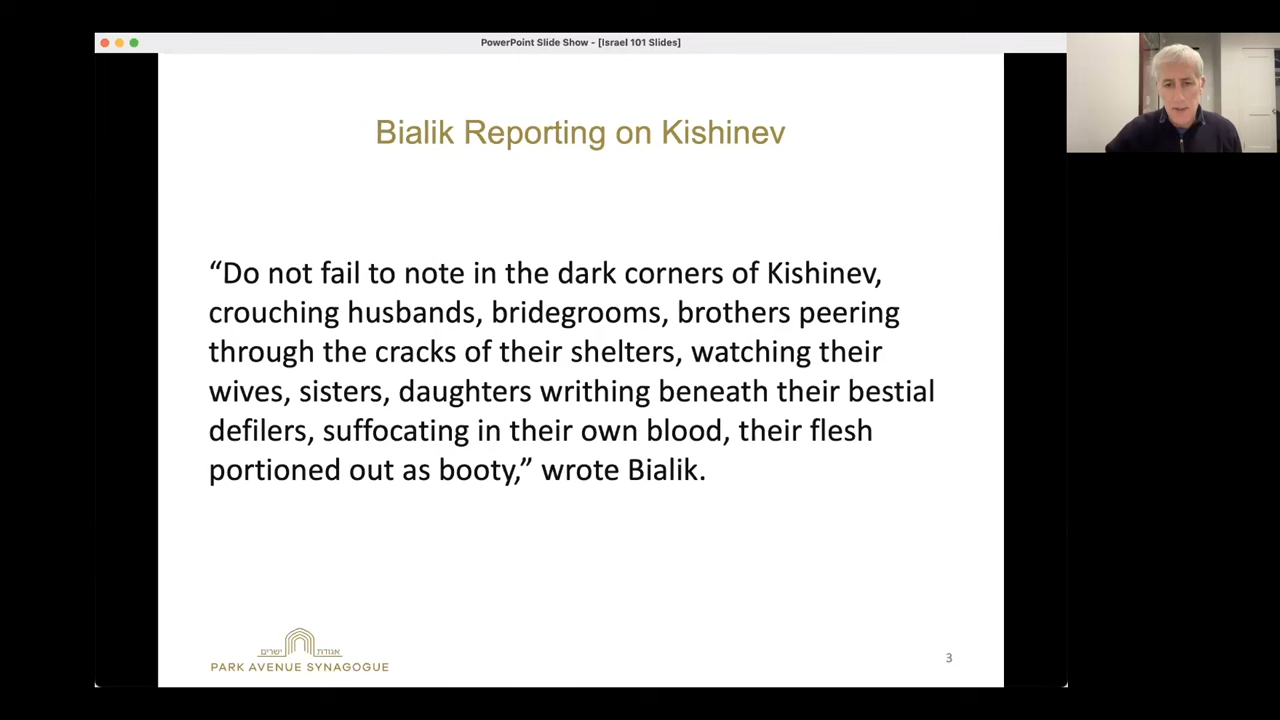 PowerPoint Slide Show - [Israel 101 Slides]
Bialik Reporting on Kishinev
“Do not fail to note in the dark corners of Kishinev,
crouching husbands, bridegrooms, brothers peering
through the cracks of their shelters, watching their
wives, sisters, daughters writhing beneath their bestial
defilers, suffocating in their own blood, their flesh
portioned out as booty,” wrote Bialik.
אגודת ישרים
PARK AVENUE SYNAGOGUE
3